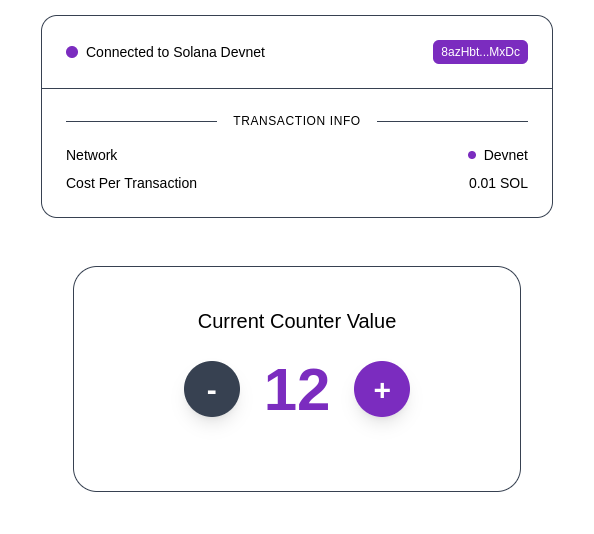 Connected to Solana Devnet 8azHbt...MxDc
TRANSACTION INFO
Network Devnet
Cost Per Transaction 0.01 SOL
Current Counter Value
- 12 +